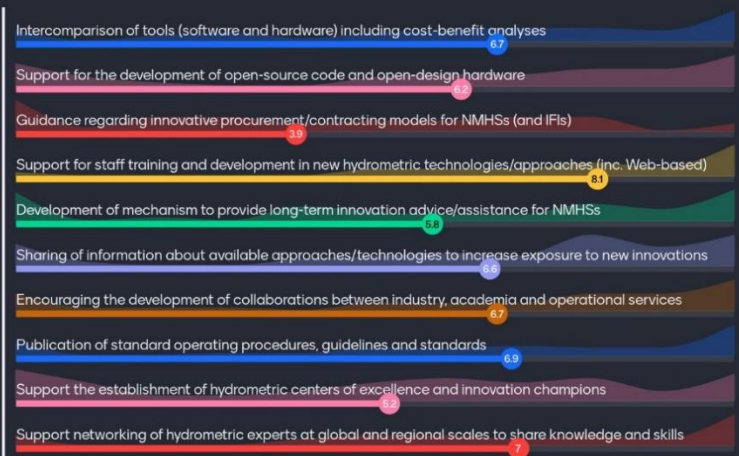 Intercomparison of tools (software and hardware) including cost-benefit analyses
6.7
Support for the development of open-source code and open-design hardware
6.2
Guidance regarding innovative procurement/contracting models for NMHSs (and IFIs)
3.9
Support for staff training and development in new hydrometric technologies/approaches (inc. Web-based)
8.1
Development of mechanism to provide long-term innovation advice/assistance for NMHSs
5.8
Sharing of information about available approaches/technologies to increase exposure to new innovations
6.6
Encouraging the development of collaborations between industry, academia and operational services
6.7
Publication of standard operating procedures, guidelines and standards
6.9
Support the establishment of hydrometric centers of excellence and innovation champions
5.2
Support networking of hydrometric experts at global and regional scales to share knowledge and skills
7